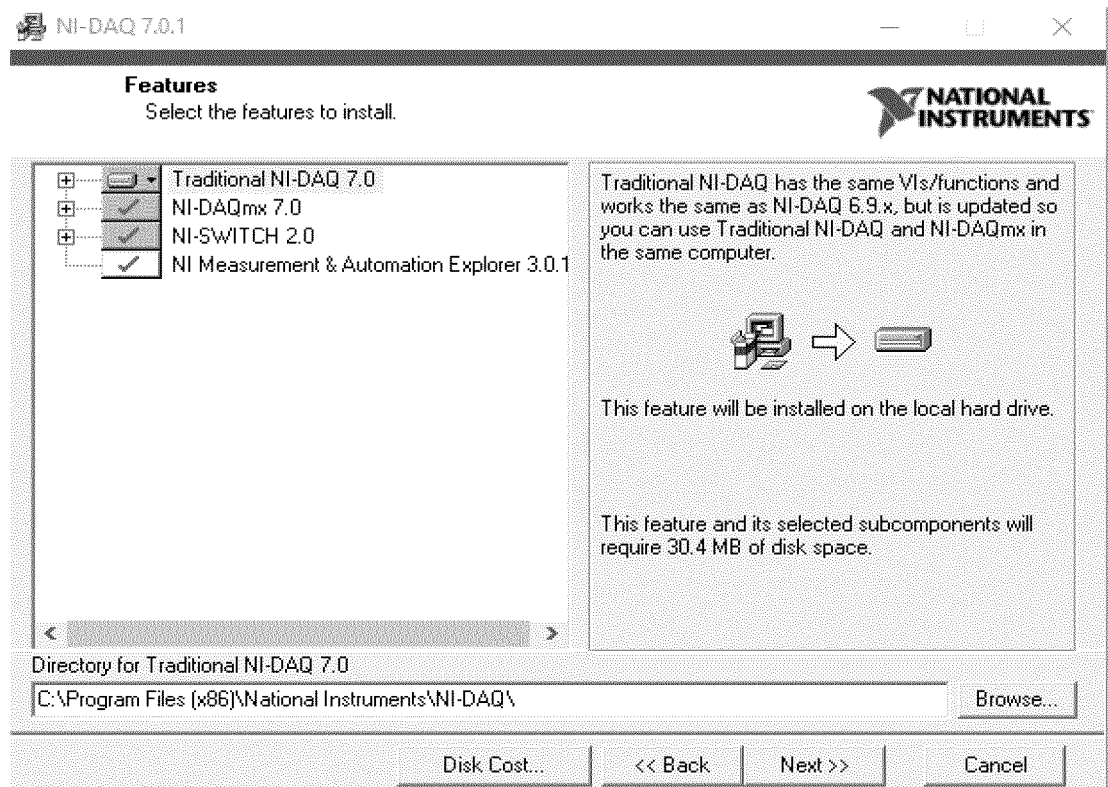 NI-DAQ 7.0.1
Features
Select the features to install.
NATIONAL
INSTRUMENTS
Traditional NI-DAQ 7.0
NI-DAQmx 7.0
NI-SWITCH 2.0
NI Measurement & Automation Explorer 3.0.1
Traditional NI-DAQ has the same VIs/functions and
works the same as NI-DAQ 6.9.x, but is updated so
you can use Traditional NI-DAQ and NI-DAQmx in
the same computer.
This feature will be installed on the local hard drive.
This feature and its selected subcomponents will
require 30.4 MB of disk space.
Directory for Traditional NI-DAQ 7.0
C:\Program Files (x86)\National Instruments\NI-DAQ\
Browse...
Disk Cost...
<< Back
Next >>
Cancel